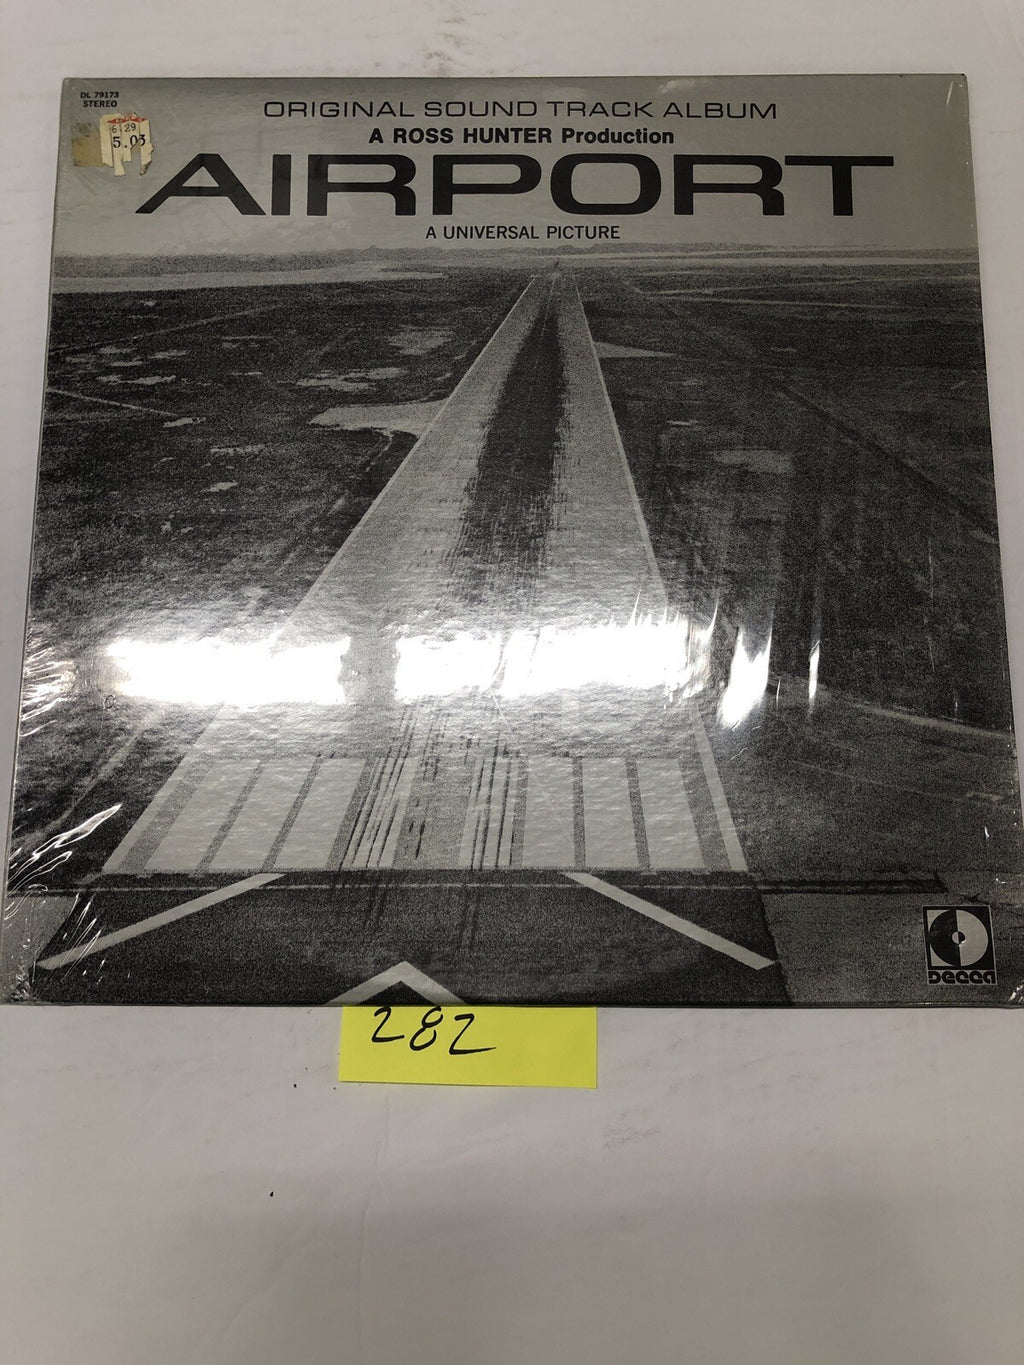 DL 79173
STEREO
6.29
5.03
ORIGINAL SOUND TRACK ALBUM
A ROSS HUNTER Production
AIRPORT
A UNIVERSAL PICTURE
DECCA
282